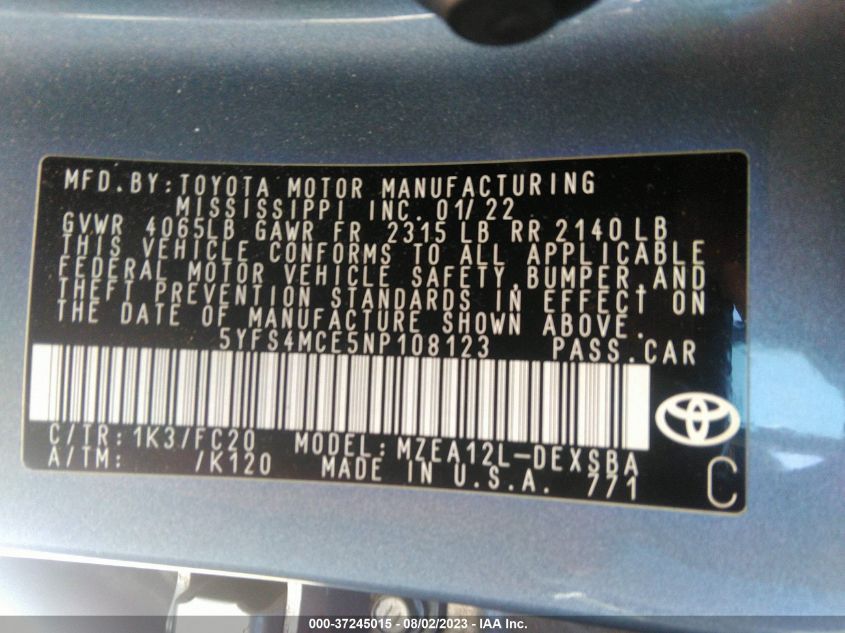 MFD.BY:TOYOTA MOTOR MANUFACTURING
MISSISSIPPI INC. 01/22
GVWR 4065LB GAWR FR 2315 LB RR 2140 LB
THIS VEHICLE CONFORMS TO ALL APPLICABLE
FEDERAL MOTOR VEHICLE SAFETY,BUMPER,AND
THEFT PREVENTION STANDARDS IN EFFECT ON
THE DATE OF MANUFACTURE SHOWN ABOVE.
5YFS4MCE5NP108123 PASS.CAR
C/TR:1K3/FC20 MODEL:MZEA12L-DEXSBA
A/TM: /K120 MADE IN U.S.A. 771
C
000-37245015 - 08/02/2023 - Copyright IAA, Inc.